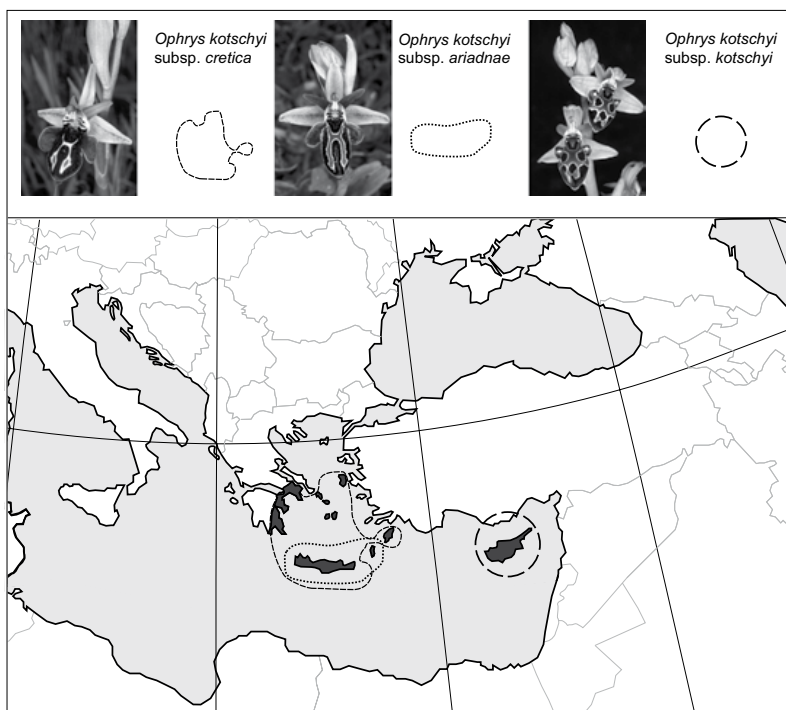 Ophrys kotschyi
subsp. cretica
Ophrys kotschyi
subsp. ariadnae
Ophrys kotschyi
subsp. kotschyi